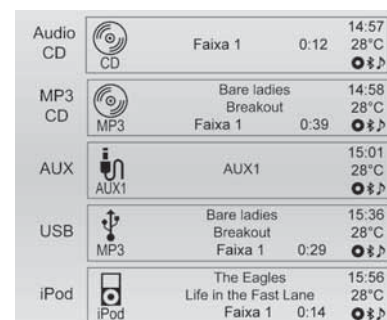 Audio CD
CD
Faixa 1 0:12
14:57
28°C
MP3 CD
MP3
Bare ladies
Breakout
Faixa 1 0:39
14:58
28°C
AUX
AUX1
AUX1
15:01
28°C
USB
MP3
Bare ladies
Breakout
Faixa 1 0:29
15:36
28°C
iPod
iPod
The Eagles
Life in the Fast Lane
Faixa 1 0:14
15:56
28°C